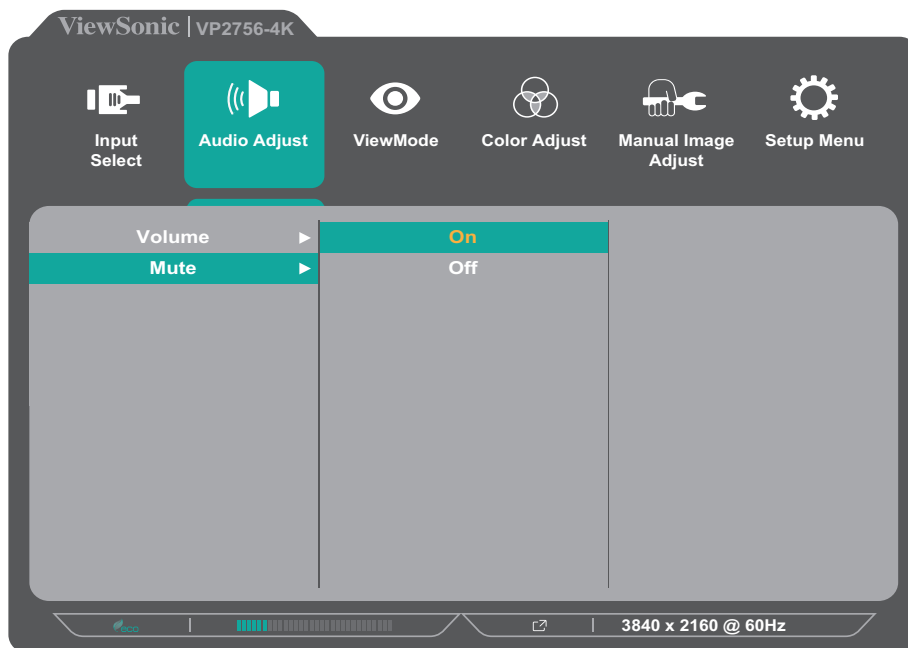 ViewSonic | VP2756-4K
Input Select
Audio Adjust
ViewMode
Color Adjust
Manual Image Adjust
Setup Menu
Volume
On
Mute
Off
eco
3840 x 2160 @ 60Hz